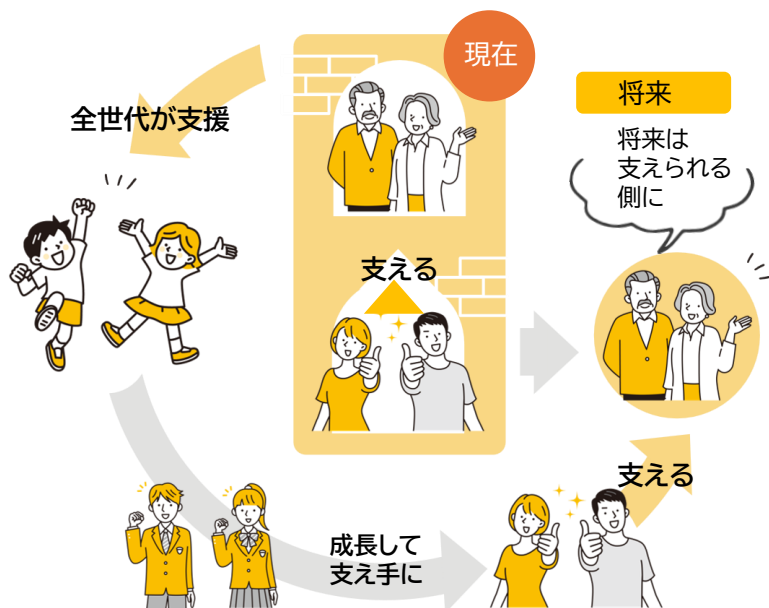 現在
全世代が支援
支える
将来
将来は
支えられる
側に
支える
成長して
支え手に